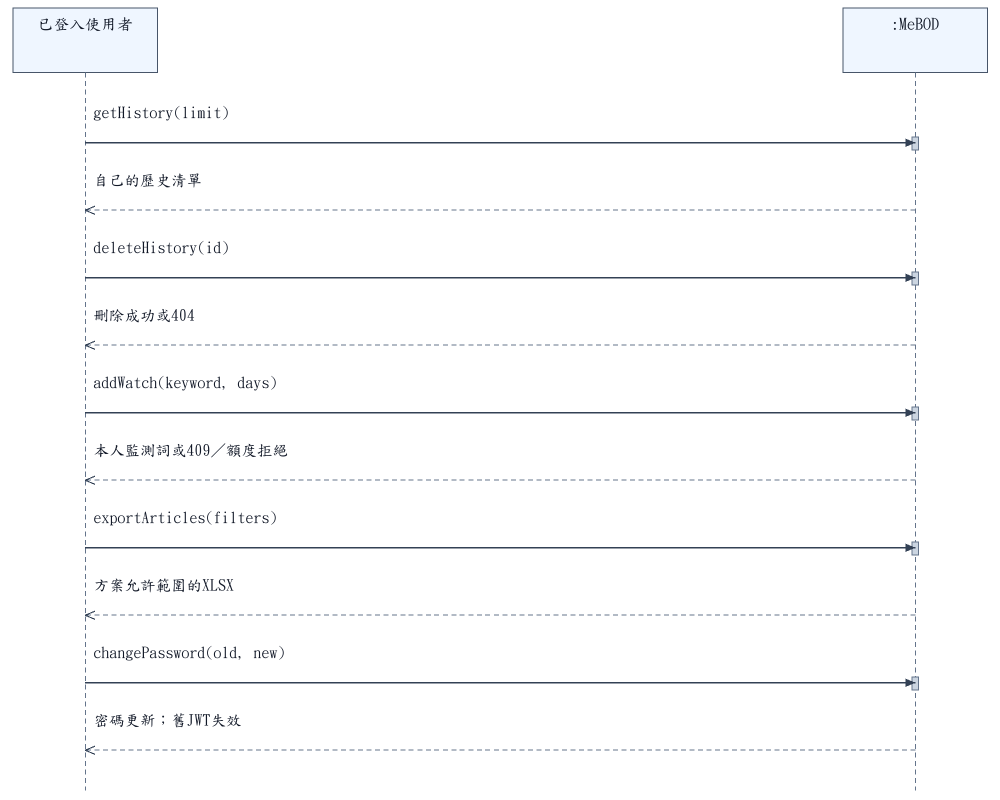 已登入使用者
:MeBOD
getHistory(limit)
自己的歷史清單
deleteHistory(id)
刪除成功或404
addWatch(keyword, days)
本人監測詞或409／額度拒絕
exportArticles(filters)
方案允許範圍的XLSX
changePassword(old, new)
密碼更新；舊JWT失效